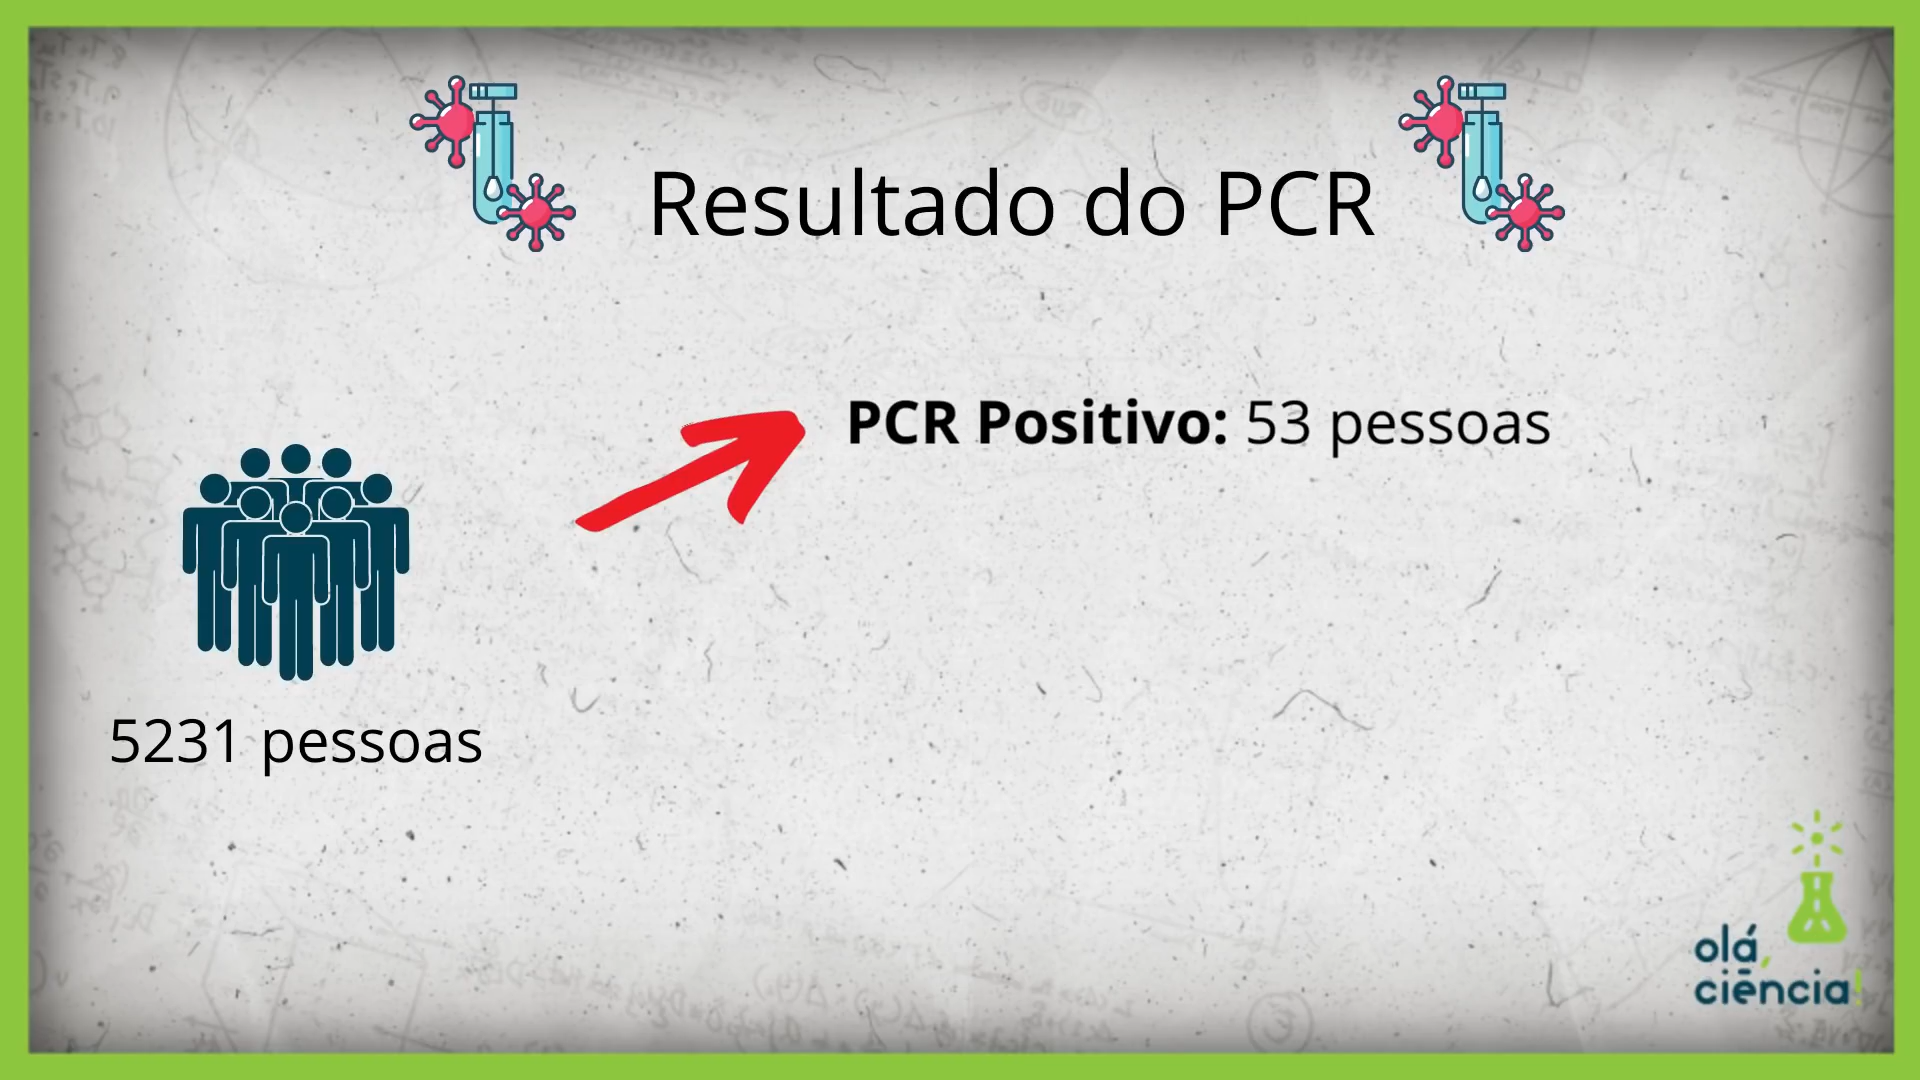 Resultado do PCR
PCR Positivo: 53 pessoas
5231 pessoas
olá,
ciência!